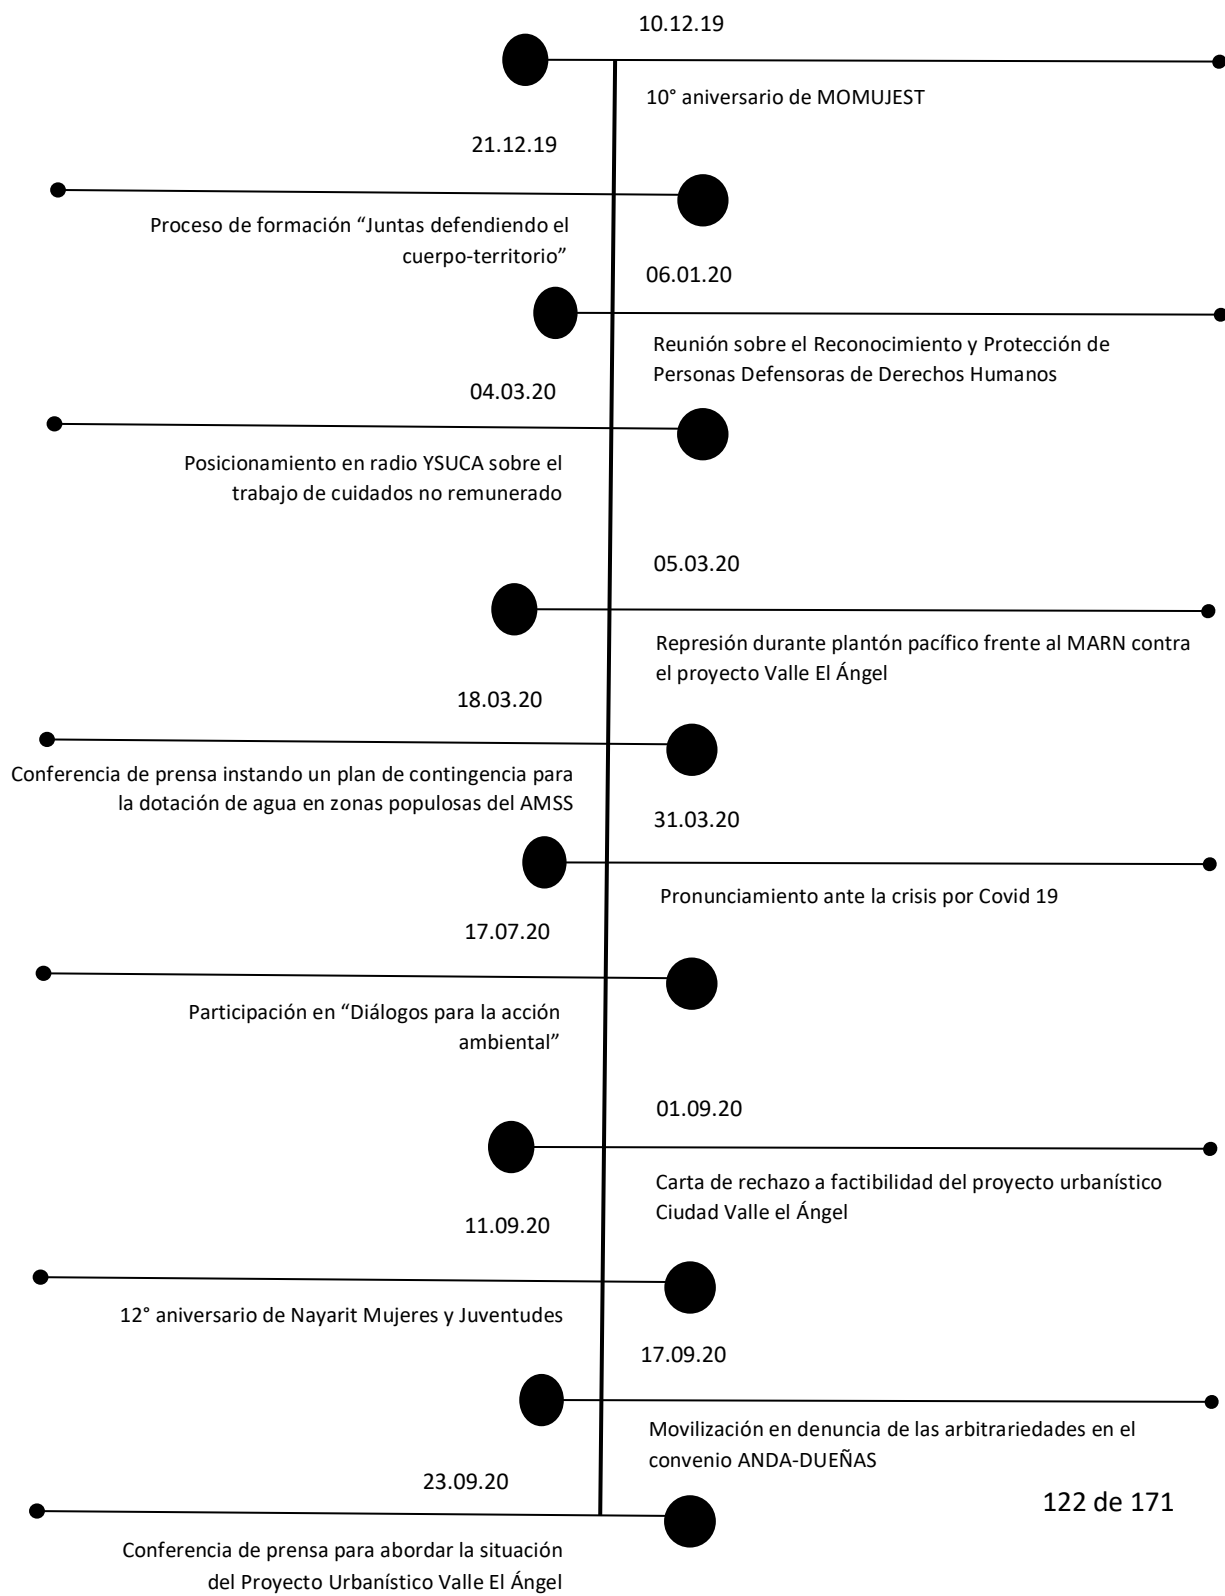 10.12.19
10° aniversario de MOMUJEST
21.12.19
Proceso de formación “Juntas defendiendo el
cuerpo-territorio”
06.01.20
Reunión sobre el Reconocimiento y Protección de
Personas Defensoras de Derechos Humanos
04.03.20
Posicionamiento en radio YSUCA sobre el
trabajo de cuidados no remunerado
05.03.20
Represión durante plantón pacífico frente al MARN contra
el proyecto Valle El Ángel
18.03.20
Conferencia de prensa instando un plan de contingencia para
la dotación de agua en zonas populosas del AMSS
31.03.20
Pronunciamiento ante la crisis por Covid 19
17.07.20
Participación en “Diálogos para la acción
ambiental”
01.09.20
Carta de rechazo a factibilidad del proyecto urbanístico
Ciudad Valle el Ángel
11.09.20
12° aniversario de Nayarit Mujeres y Juventudes
17.09.20
Movilización en denuncia de las arbitrariedades en el
convenio ANDA-DUEÑAS
23.09.20
Conferencia de prensa para abordar la situación
del Proyecto Urbanístico Valle El Ángel
122 de 171